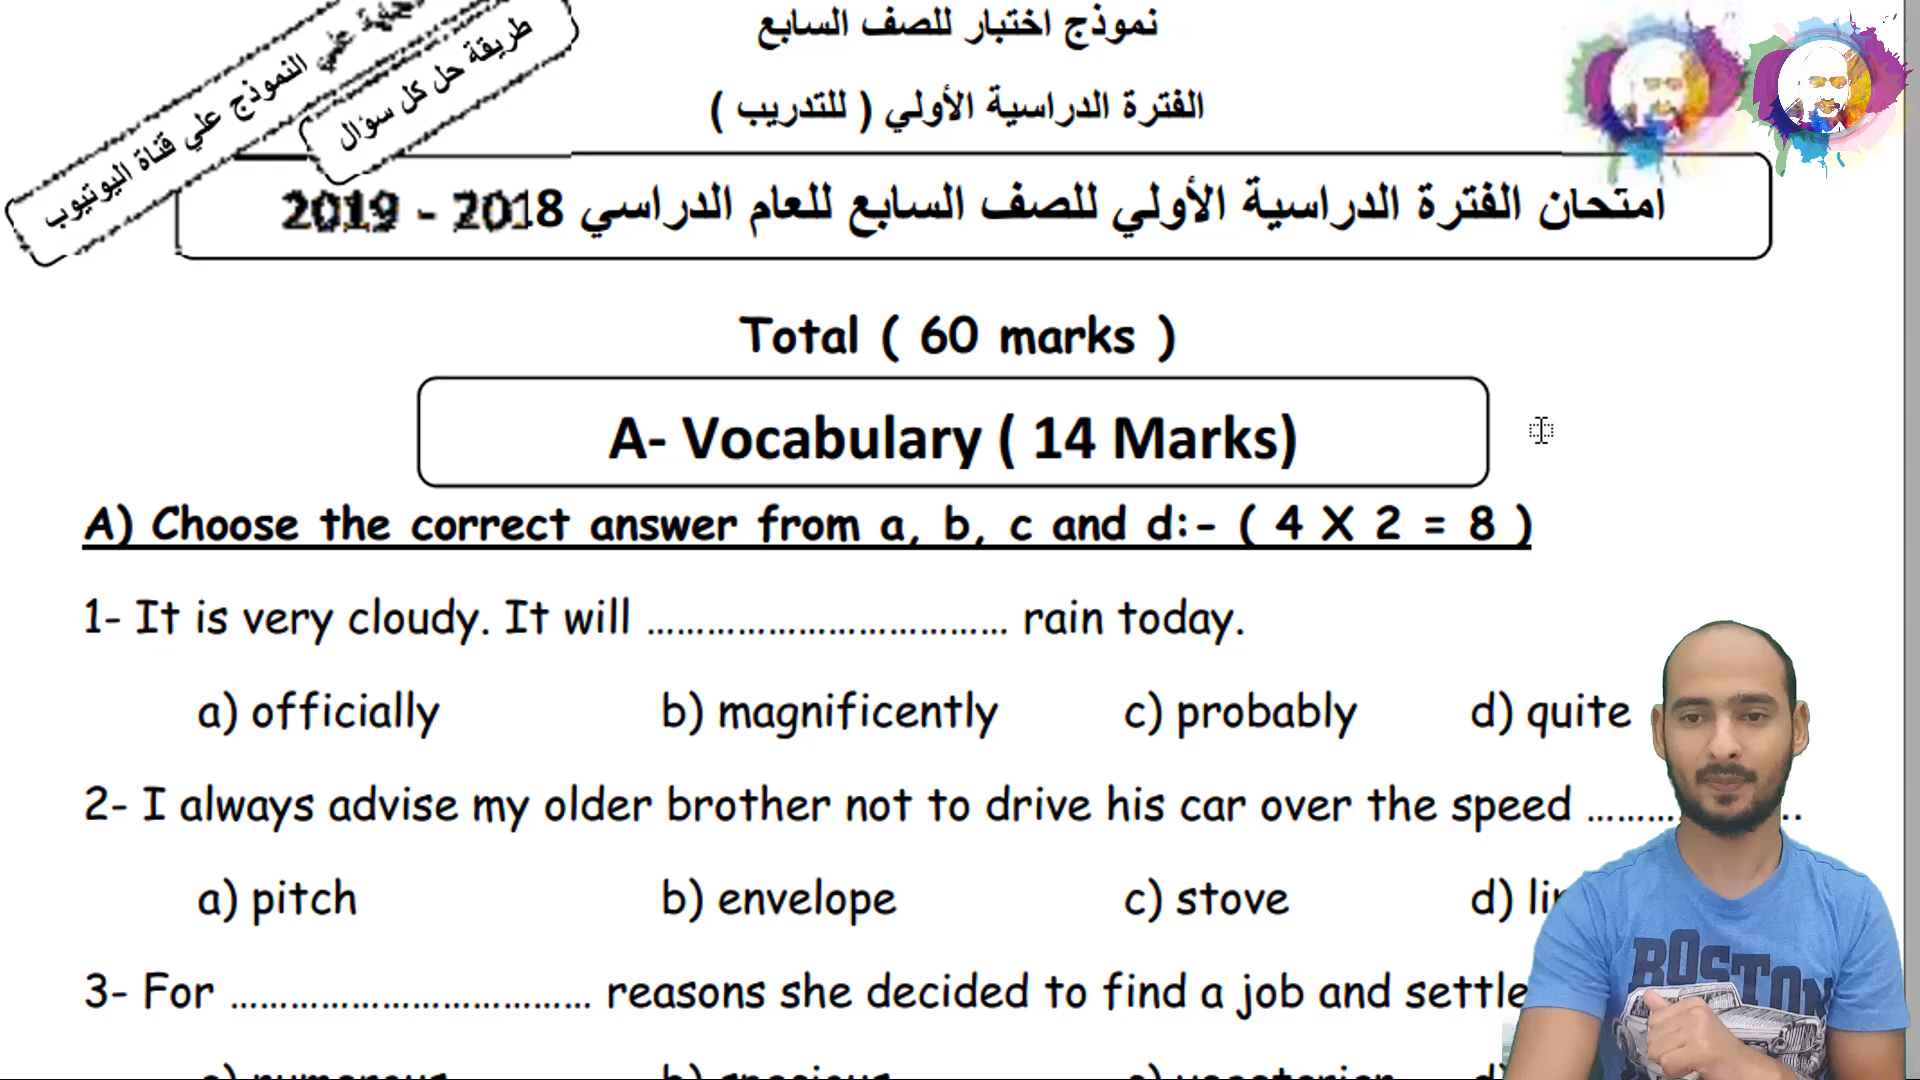 نموذج اختبار للصف السابع
النموذج علي قناة اليوتيوب
طريقة حل كل سؤال
الفترة الدراسية الأولي ( للتدريب )
امتحان الفترة الدراسية الأولي للصف السابع للعام الدراسي 2018 - 2019
Total ( 60 marks )
A- Vocabulary ( 14 Marks)
A) Choose the correct answer from a, b, c and d:- ( 4 X 2 = 8 )
1- It is very cloudy. It will ………………………………. rain today.
a) officially b) magnificently c) probably d) quite
2- I always advise my older brother not to drive his car over the speed ………..
a) pitch b) envelope c) stove d)
3- For ………………………………. reasons she decided to find a job and settle
a) numerous b) spacious c) vegetarian d)
BOSTON